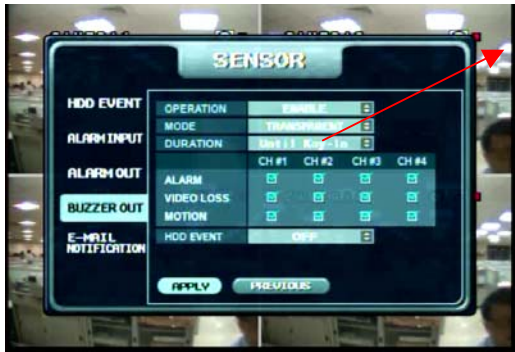 SENSOR
HDD EVENT
ALARM INPUT
ALARM OUT
BUZZER OUT
E-MAIL
NOTIFICATION
OPERATION ENABLE
MODE TRANSPARENT
DURATION Until Key-In
CH #1 CH #2 CH #3 CH #4
ALARM
VIDEO LOSS
MOTION
HDD EVENT OFF
APPLY PREVIOUS